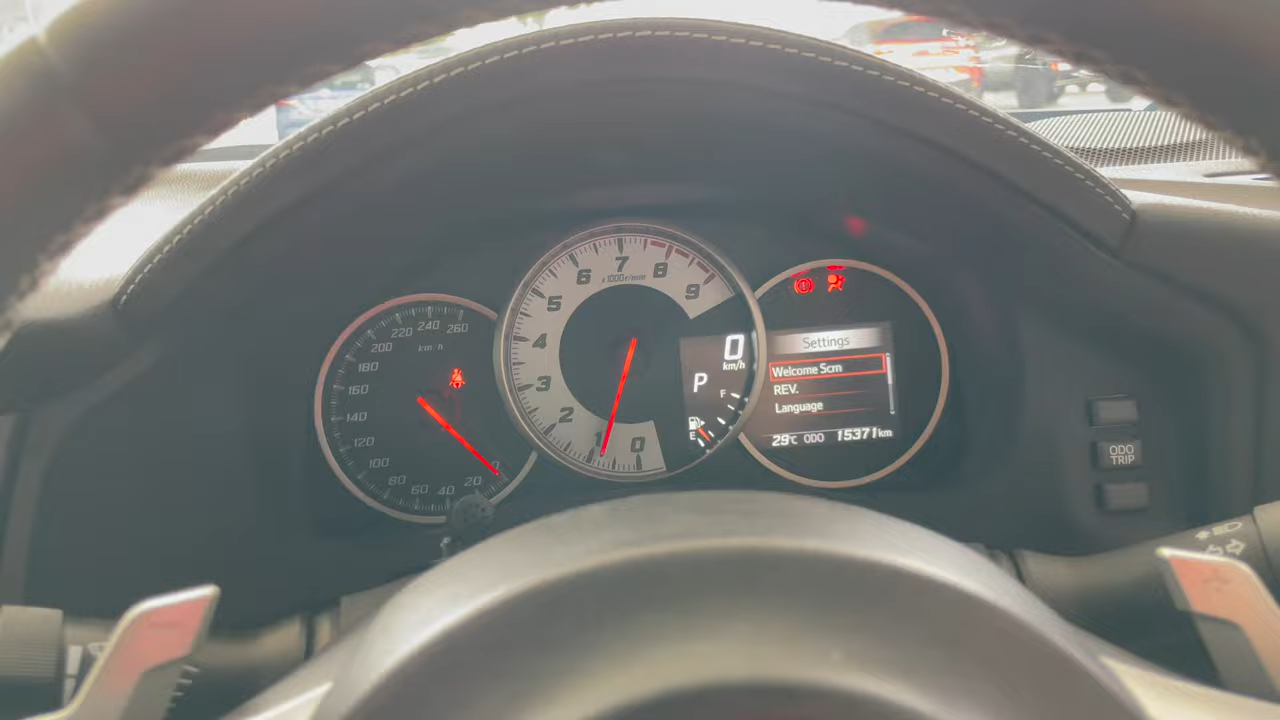 220 240 260
200
180
160
140
120
100
80
60
40
20
0
km/h
7
6
8
x1000r/min
5
9
4
3
2
1
0
0
km/h
P
F
E
Settings
Welcome Scrn
REV.
Language
29°C ODO 15371km
ODO
TRIP